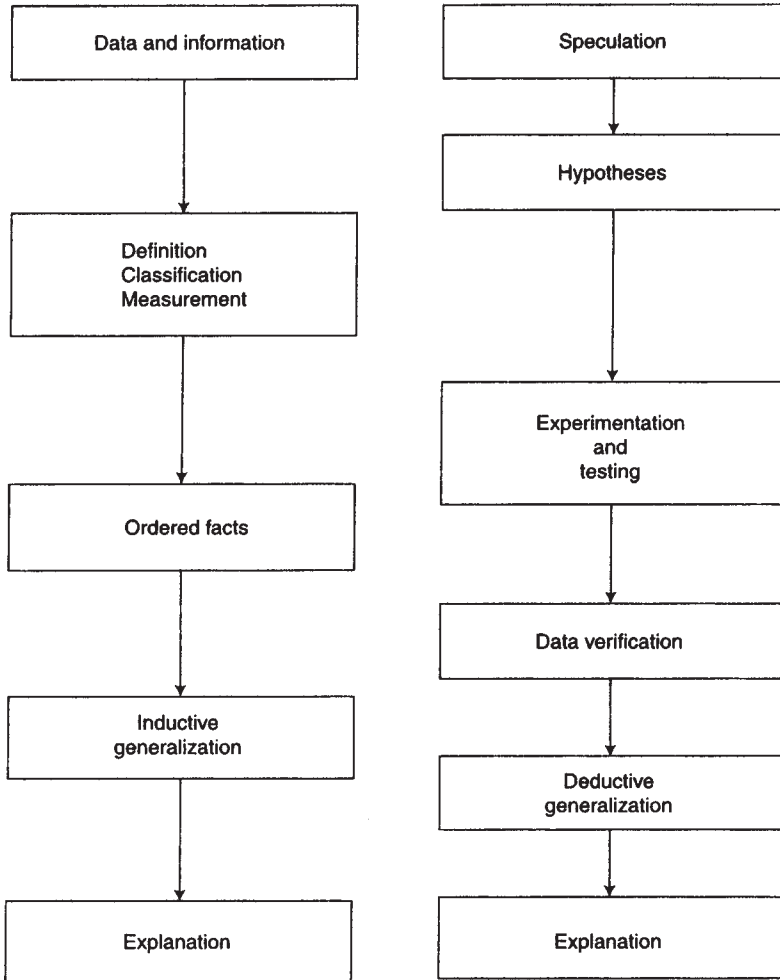 Data and information
Definition
Classification
Measurement
Ordered facts
Inductive
generalization
Explanation
Speculation
Hypotheses
Experimentation
and
testing
Data verification
Deductive
generalization
Explanation